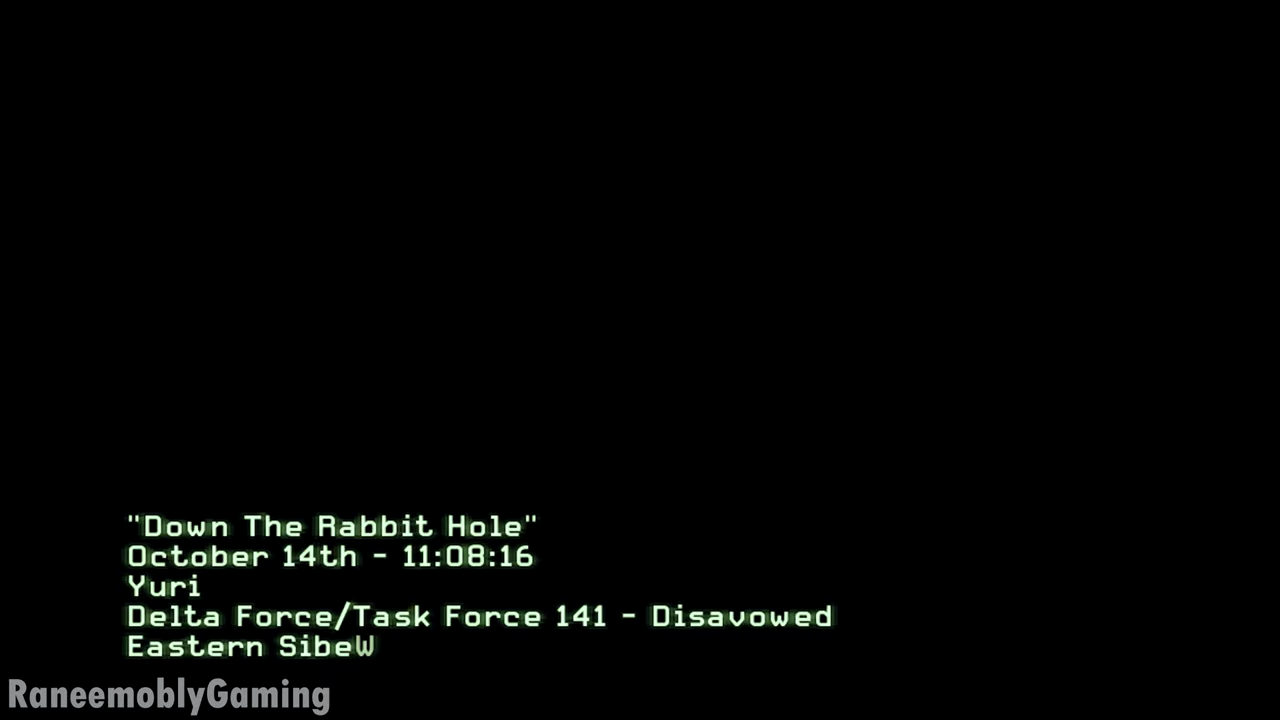 "Down The Rabbit Hole"
October 14th - 11:08:16
Yuri
Delta Force/Task Force 141 - Disavowed
Eastern SibeW
RaneemoblyGaming